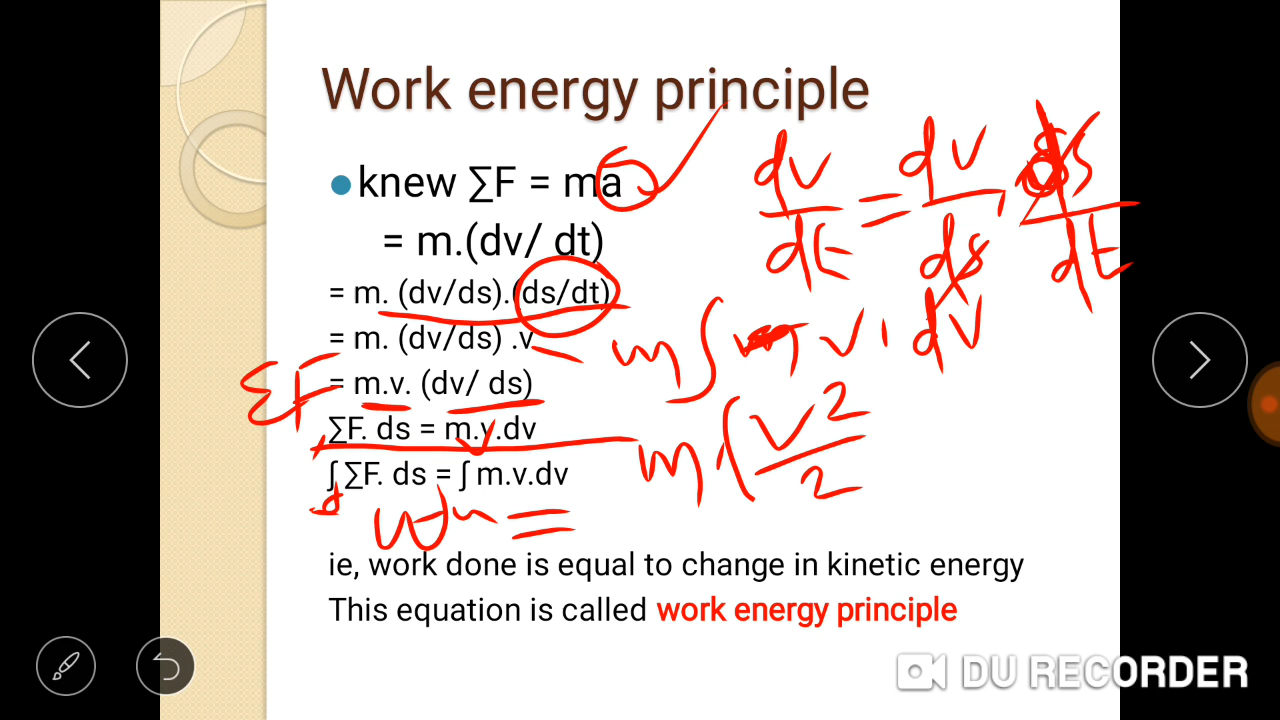 Work energy principle
knew ∑F = ma
= m.(dv/ dt)
= m. (dv/ds).(ds/dt)
= m. (dv/ds) .v
= m.v. (dv/ ds)
∑F. ds = m.v.dv
∫ ∑F. ds = ∫ m.v.dv
ie, work done is equal to change in kinetic energy
This equation is called work energy principle
dv/dt = dv/ds . ds/dt
m ∫ v. dv
ΣF
m ( v²/2
=
DU RECORDER